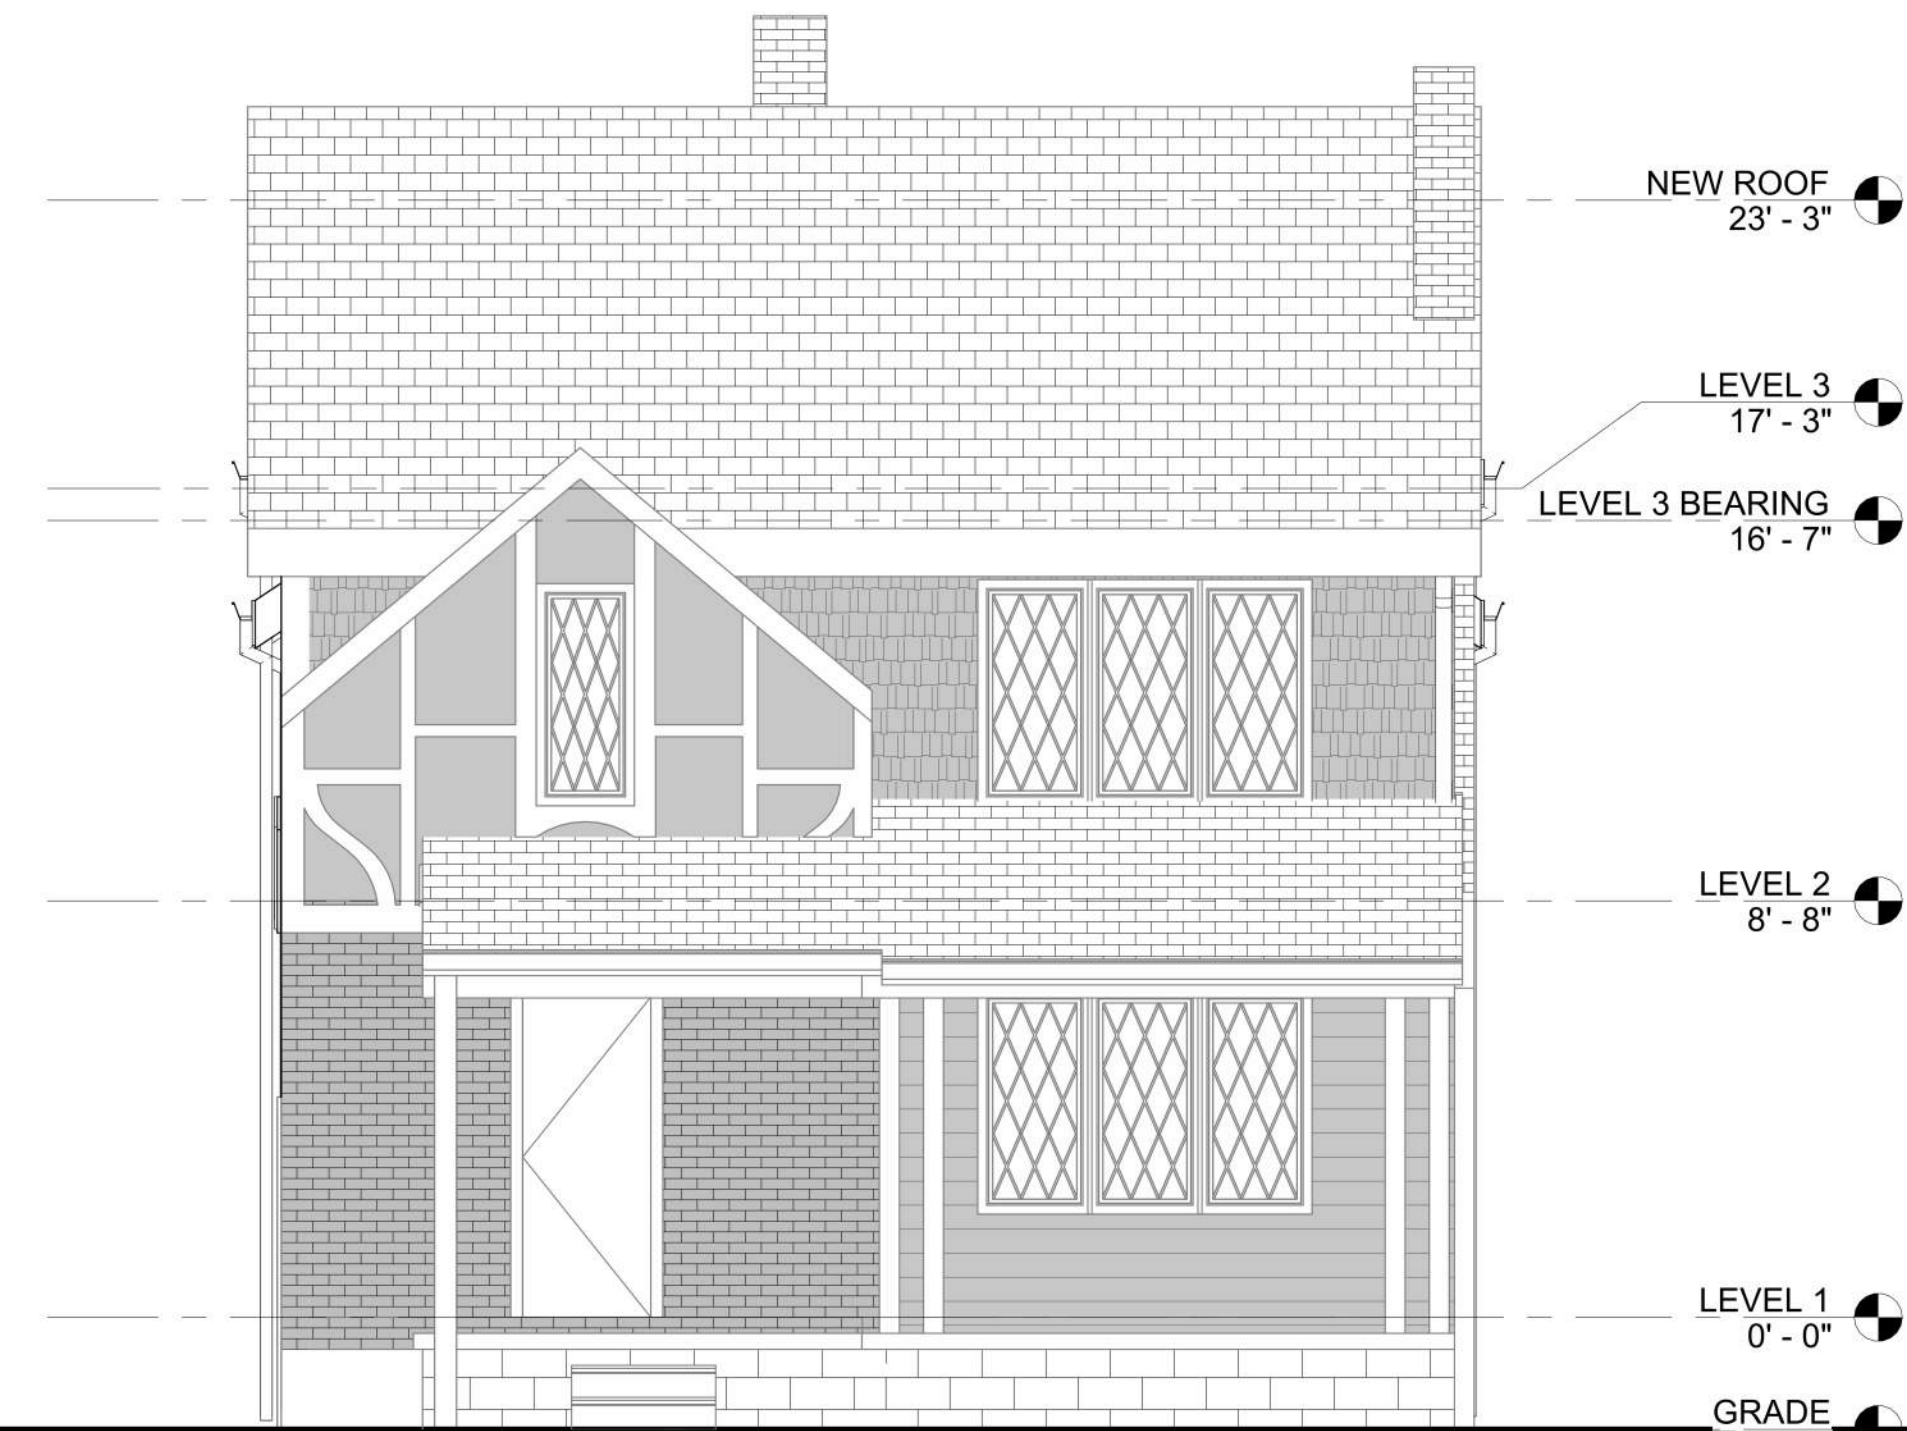 NEW ROOF
23' - 3"
LEVEL 3
17' - 3"
LEVEL 3 BEARING
16' - 7"
LEVEL 2
8' - 8"
LEVEL 1
0' - 0"
GRADE